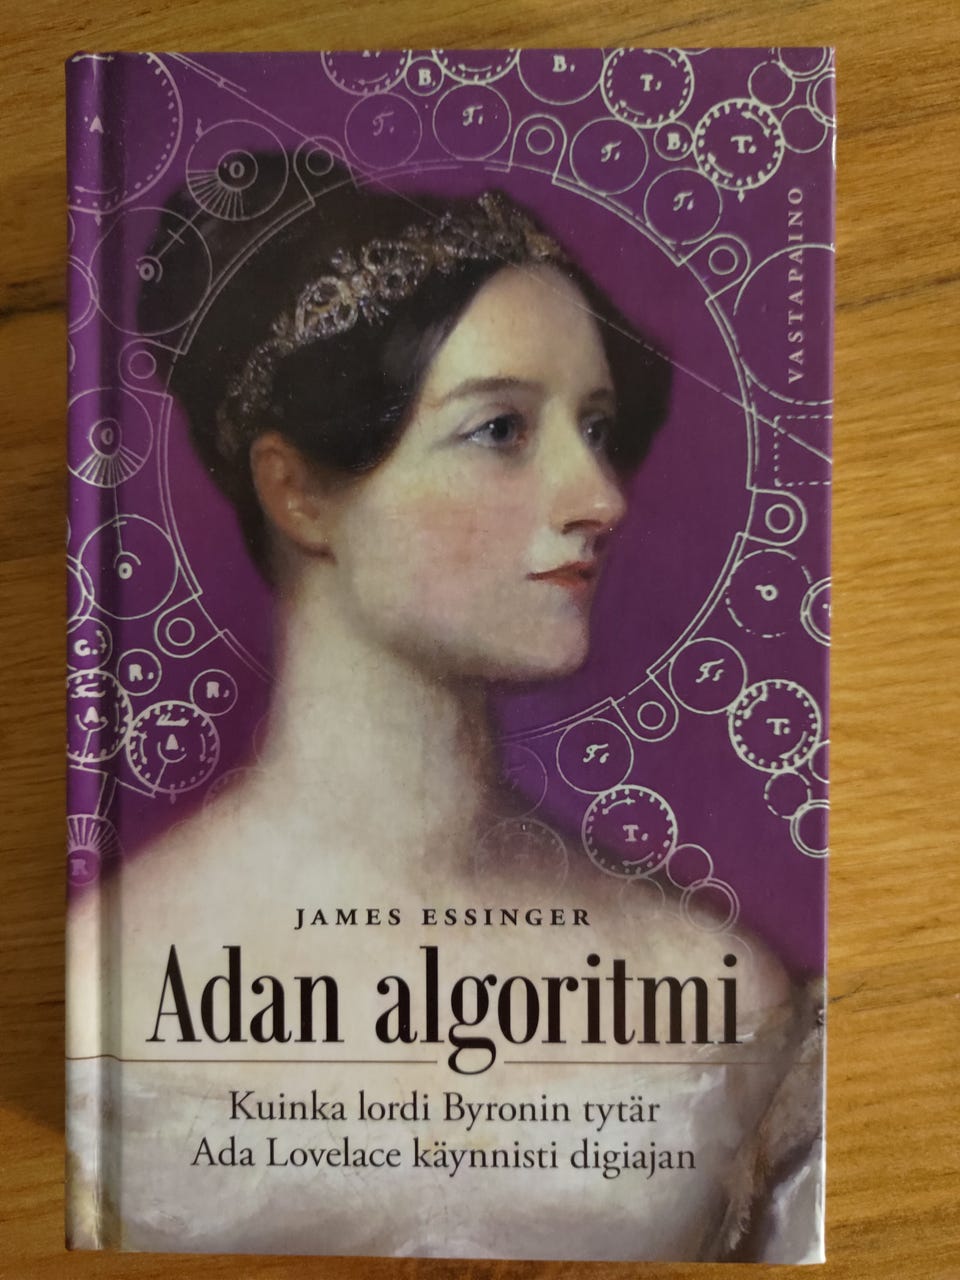 VASTAPAINO
JAMES ESSINGER
Adan algoritmi
Kuinka lordi Byronin tytär
Ada Lovelace käynnisti digiajan